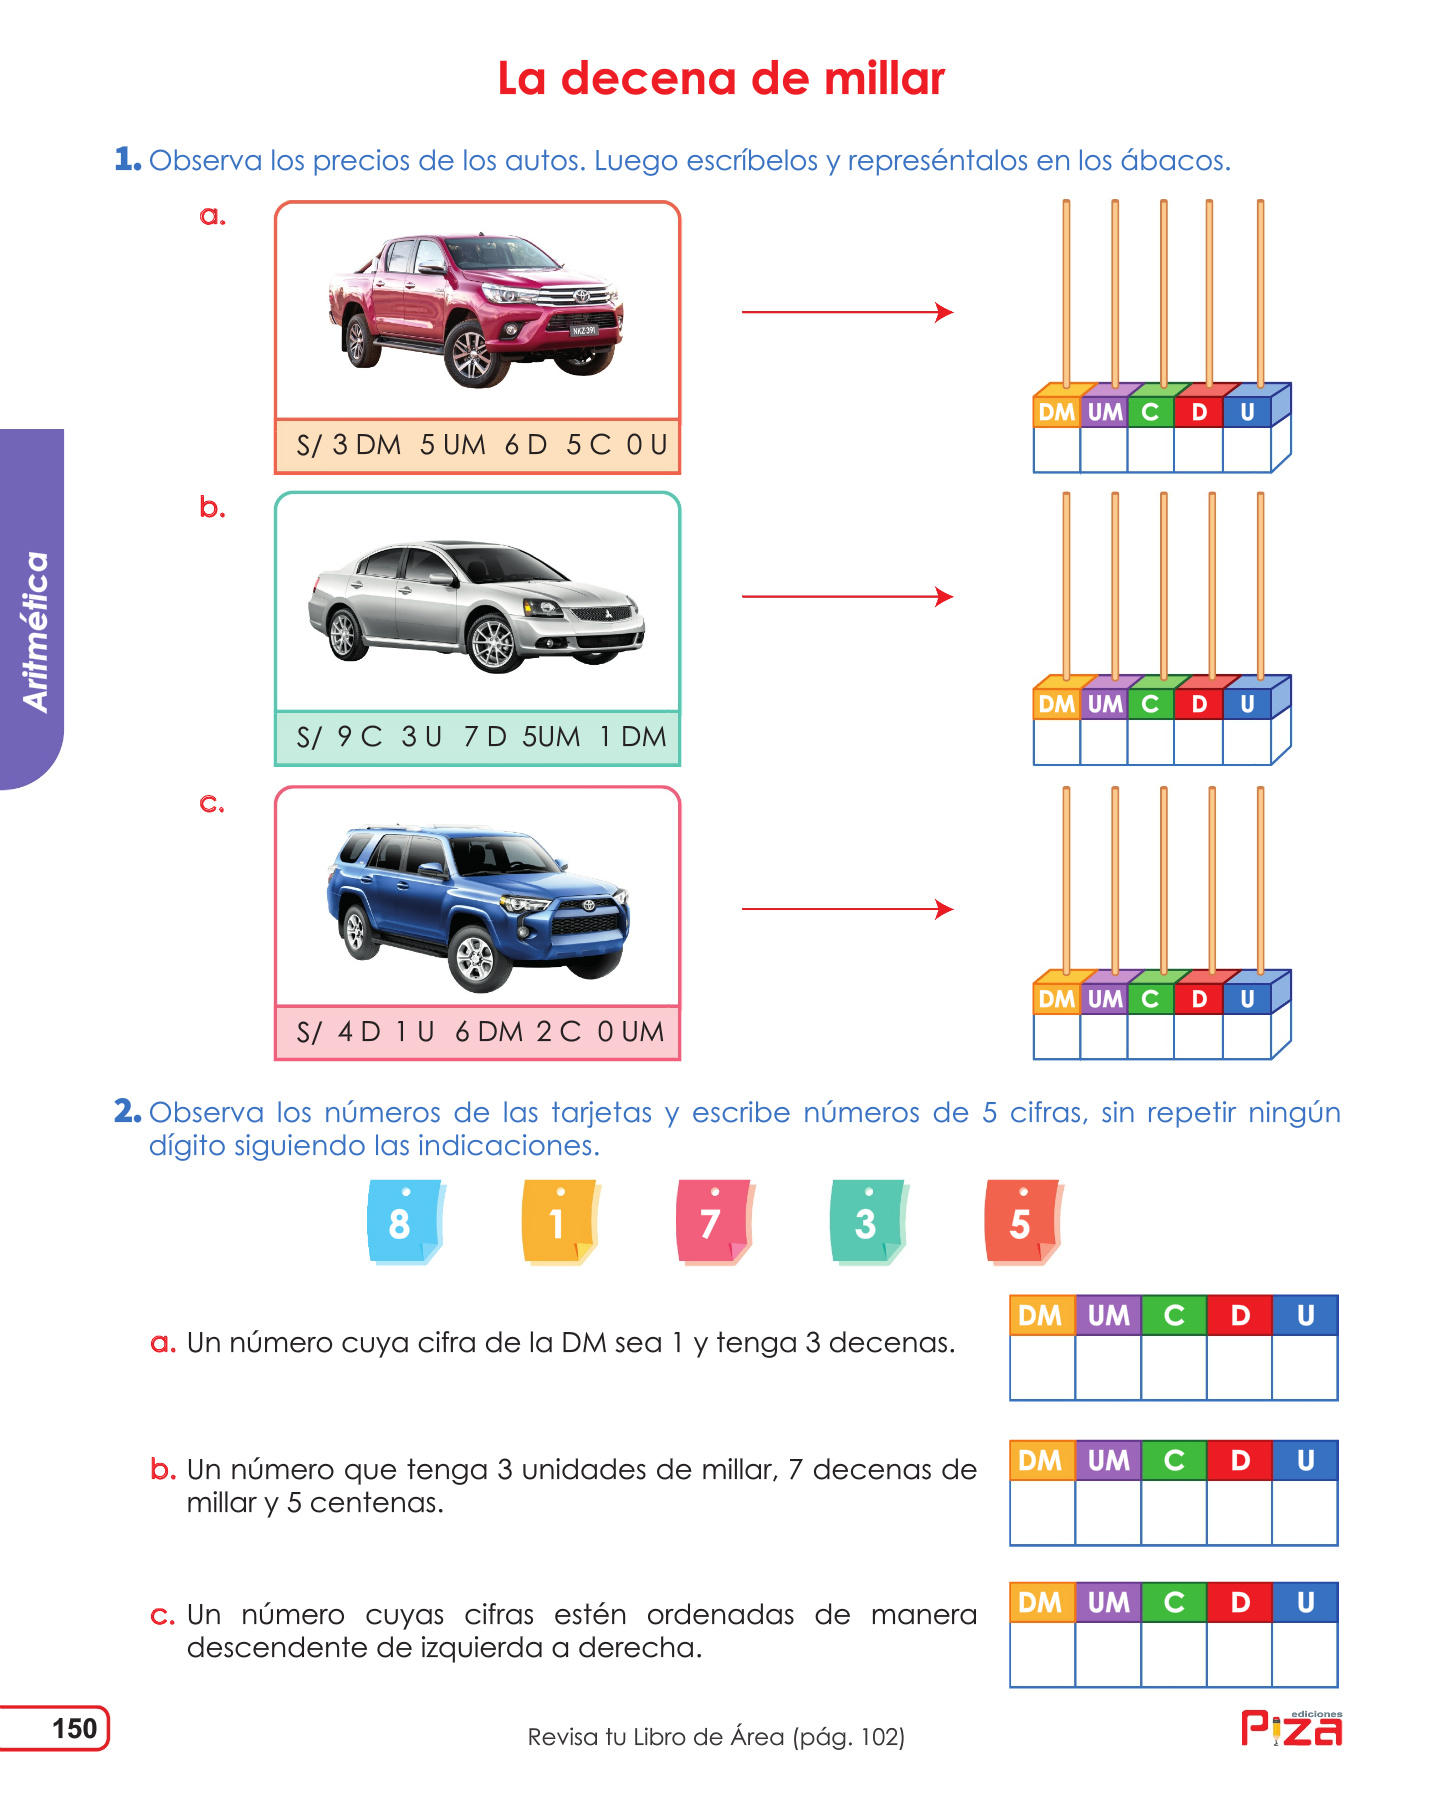 La decena de millar
1. Observa los precios de los autos. Luego escríbelos y represéntalos en los ábacos.
a.
NKZ·391
S/ 3 DM 5 UM 6 D 5 C 0 U
DM UM C D U
b.
S/ 9 C 3 U 7 D 5UM 1 DM
DM UM C D U
c.
S/ 4 D 1 U 6 DM 2 C 0 UM
DM UM C D U
Aritmética
2. Observa los números de las tarjetas y escribe números de 5 cifras, sin repetir ningún
dígito siguiendo las indicaciones.
8 1 7 3 5
a. Un número cuya cifra de la DM sea 1 y tenga 3 decenas.
DM UM C D U
b. Un número que tenga 3 unidades de millar, 7 decenas de
millar y 5 centenas.
DM UM C D U
c. Un número cuyas cifras estén ordenadas de manera
descendente de izquierda a derecha.
DM UM C D U
150
Revisa tu Libro de Área (pág. 102)
ediciones
Piza